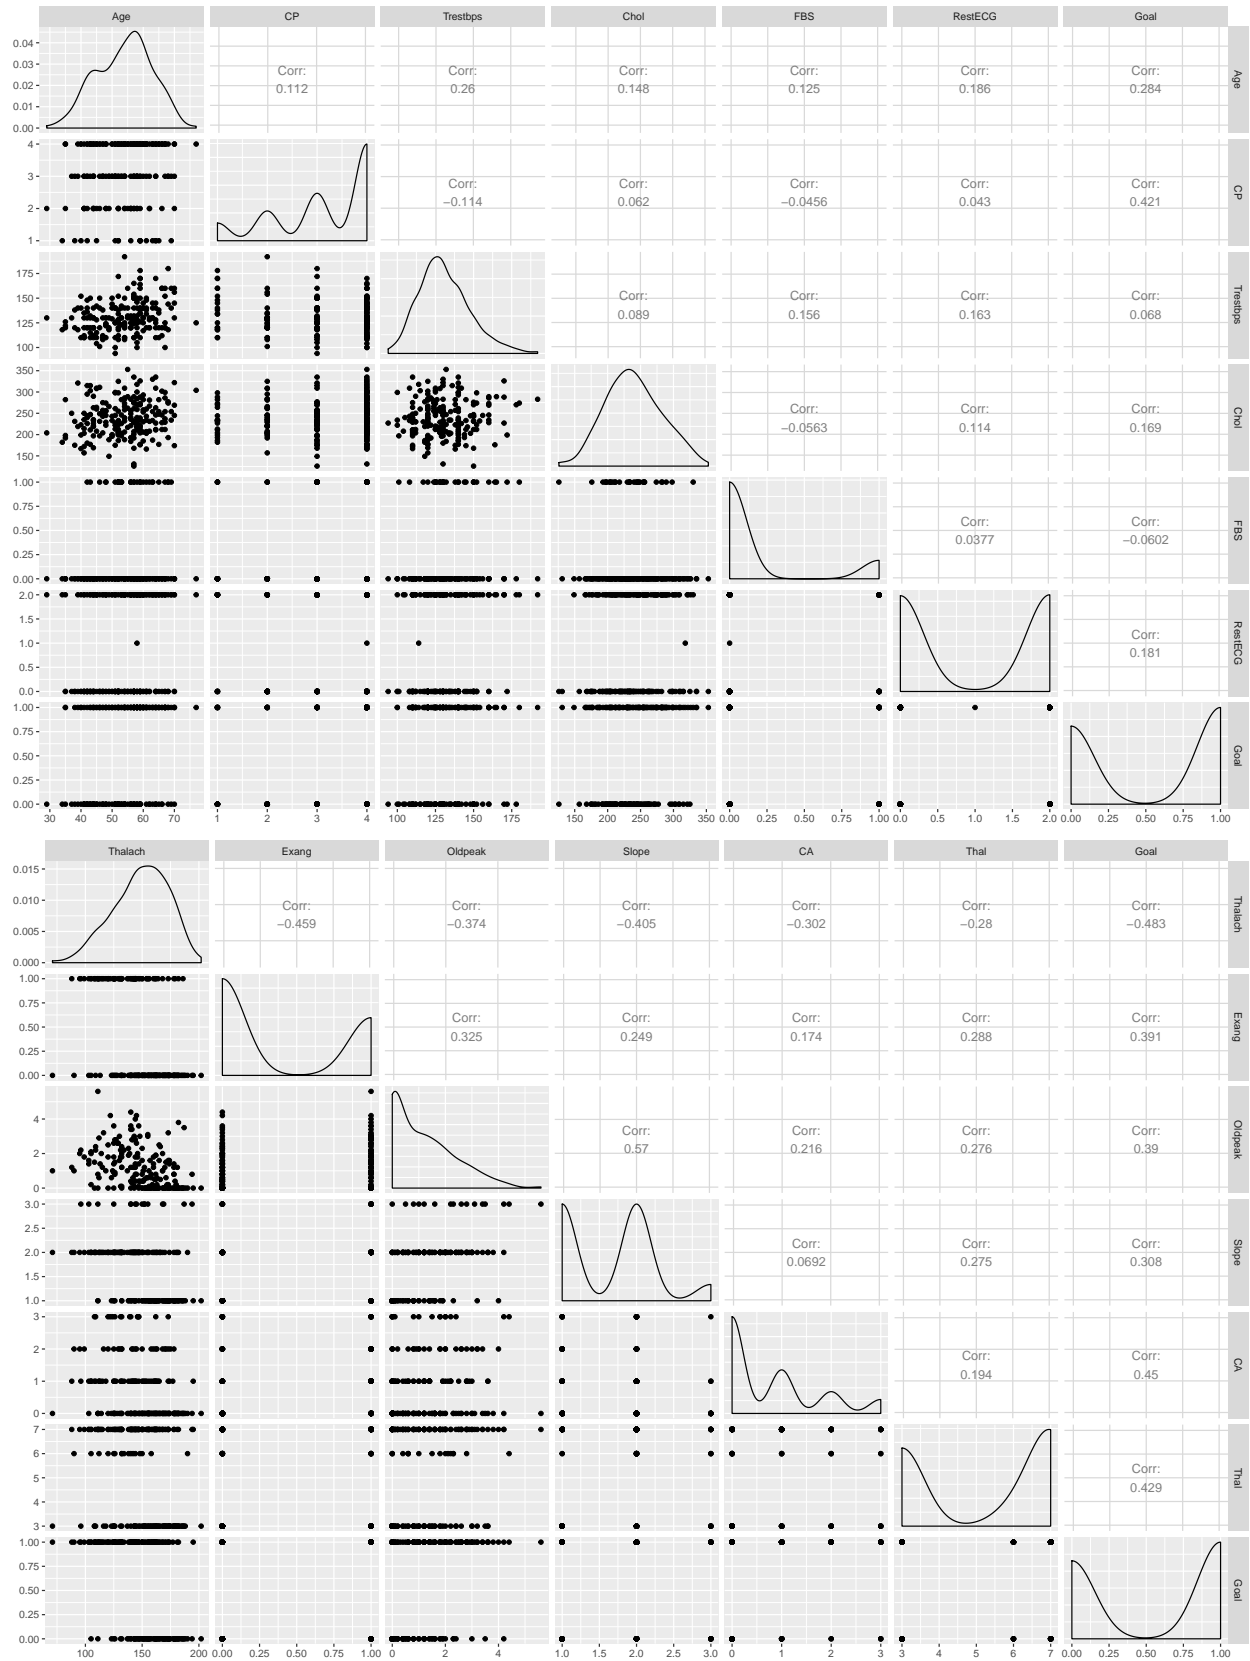 Age CP Trestbps Chol FBS RestECG Goal
0.04
0.03
0.02
0.01
0.00
Corr:
0.112
Corr:
0.26
Corr:
0.148
Corr:
0.125
Corr:
0.186
Corr:
0.284
Age
4
3
2
1
Corr:
−0.114
Corr:
0.062
Corr:
−0.0456
Corr:
0.043
Corr:
0.421
CP
175
150
125
100
Corr:
0.089
Corr:
0.156
Corr:
0.163
Corr:
0.068
Trestbps
350
300
250
200
150
Corr:
−0.0563
Corr:
0.114
Corr:
0.169
Chol
1.00
0.75
0.50
0.25
0.00
Corr:
0.0377
Corr:
−0.0602
FBS
2.0
1.5
1.0
0.5
0.0
Corr:
0.181
RestECG
1.00
0.75
0.50
0.25
0.00
Goal
30 40 50 60 70 1 2 3 4 100 125 150 175 150 200 250 300 350 0.00 0.25 0.50 0.75 1.00 0.0 0.5 1.0 1.5 2.0 0.00 0.25 0.50 0.75 1.00
Thalach Exang Oldpeak Slope CA Thal Goal
0.015
0.010
0.005
0.000
Corr:
−0.459
Corr:
−0.374
Corr:
−0.405
Corr:
−0.302
Corr:
−0.28
Corr:
−0.483
Thalach
1.00
0.75
0.50
0.25
0.00
Corr:
0.325
Corr:
0.249
Corr:
0.174
Corr:
0.288
Corr:
0.391
Exang
4
2
0
Corr:
0.57
Corr:
0.216
Corr:
0.276
Corr:
0.39
Oldpeak
3.0
2.5
2.0
1.5
1.0
Corr:
0.0692
Corr:
0.275
Corr:
0.308
Slope
3
2
1
0
Corr:
0.194
Corr:
0.45
CA
7
6
5
4
3
Corr:
0.429
Thal
1.00
0.75
0.50
0.25
0.00
Goal
100 150 200 0.00 0.25 0.50 0.75 1.00 0 2 4 1.0 1.5 2.0 2.5 3.0 0 1 2 3 3 4 5 6 7 0.00 0.25 0.50 0.75 1.00